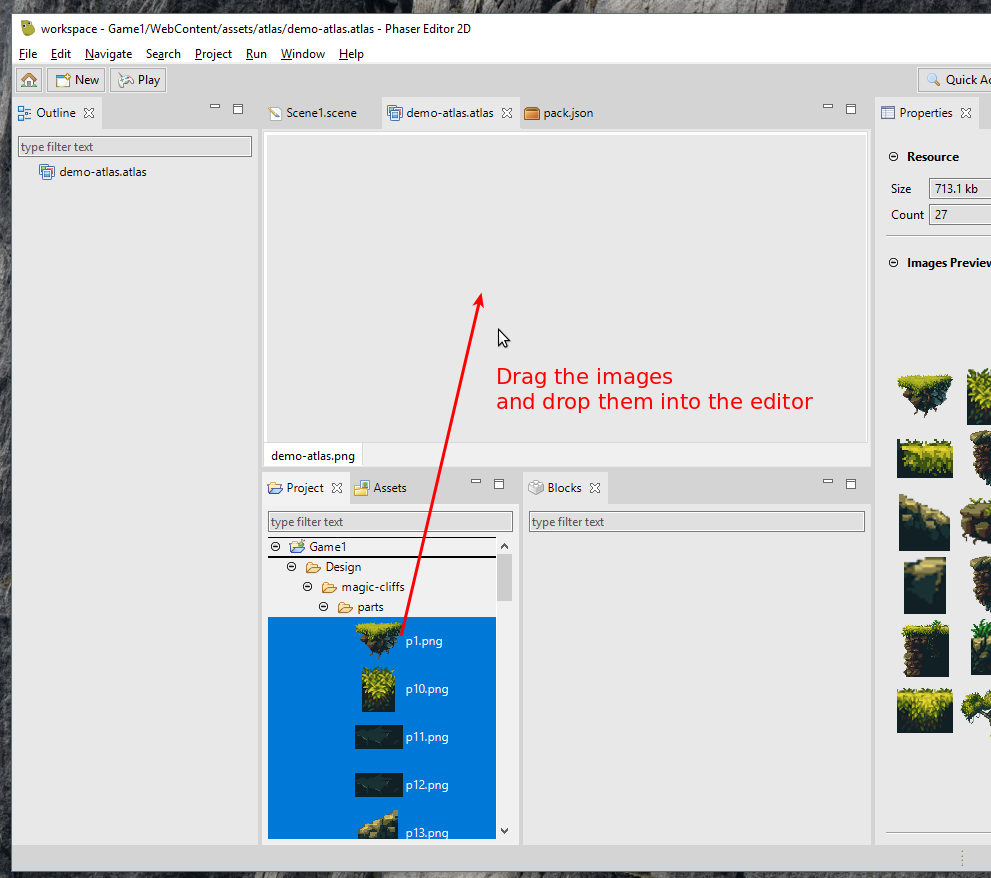 workspace - Game1/WebContent/assets/atlas/demo-atlas.atlas - Phaser Editor 2D
File Edit Navigate Search Project Run Window Help
New Play Quick Ac
Outline
type filter text
demo-atlas.atlas
Scene1.scene demo-atlas.atlas pack.json
Drag the images
and drop them into the editor
demo-atlas.png
Project Assets
type filter text
Game1
Design
magic-cliffs
parts
p1.png
p10.png
p11.png
p12.png
p13.png
Blocks
type filter text
Properties
Resource
Size 713.1 kb
Count 27
Images Preview